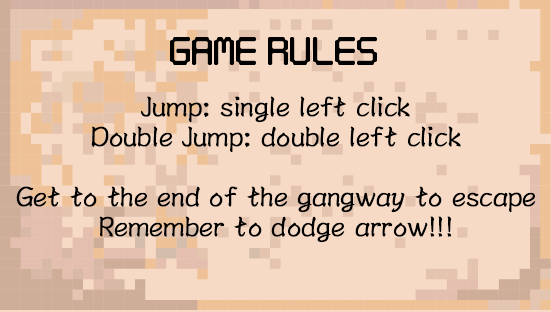 GAME RULES
Jump: single left click
Double Jump: double left click
Get to the end of the gangway to escape
Remember to dodge arrow!!!